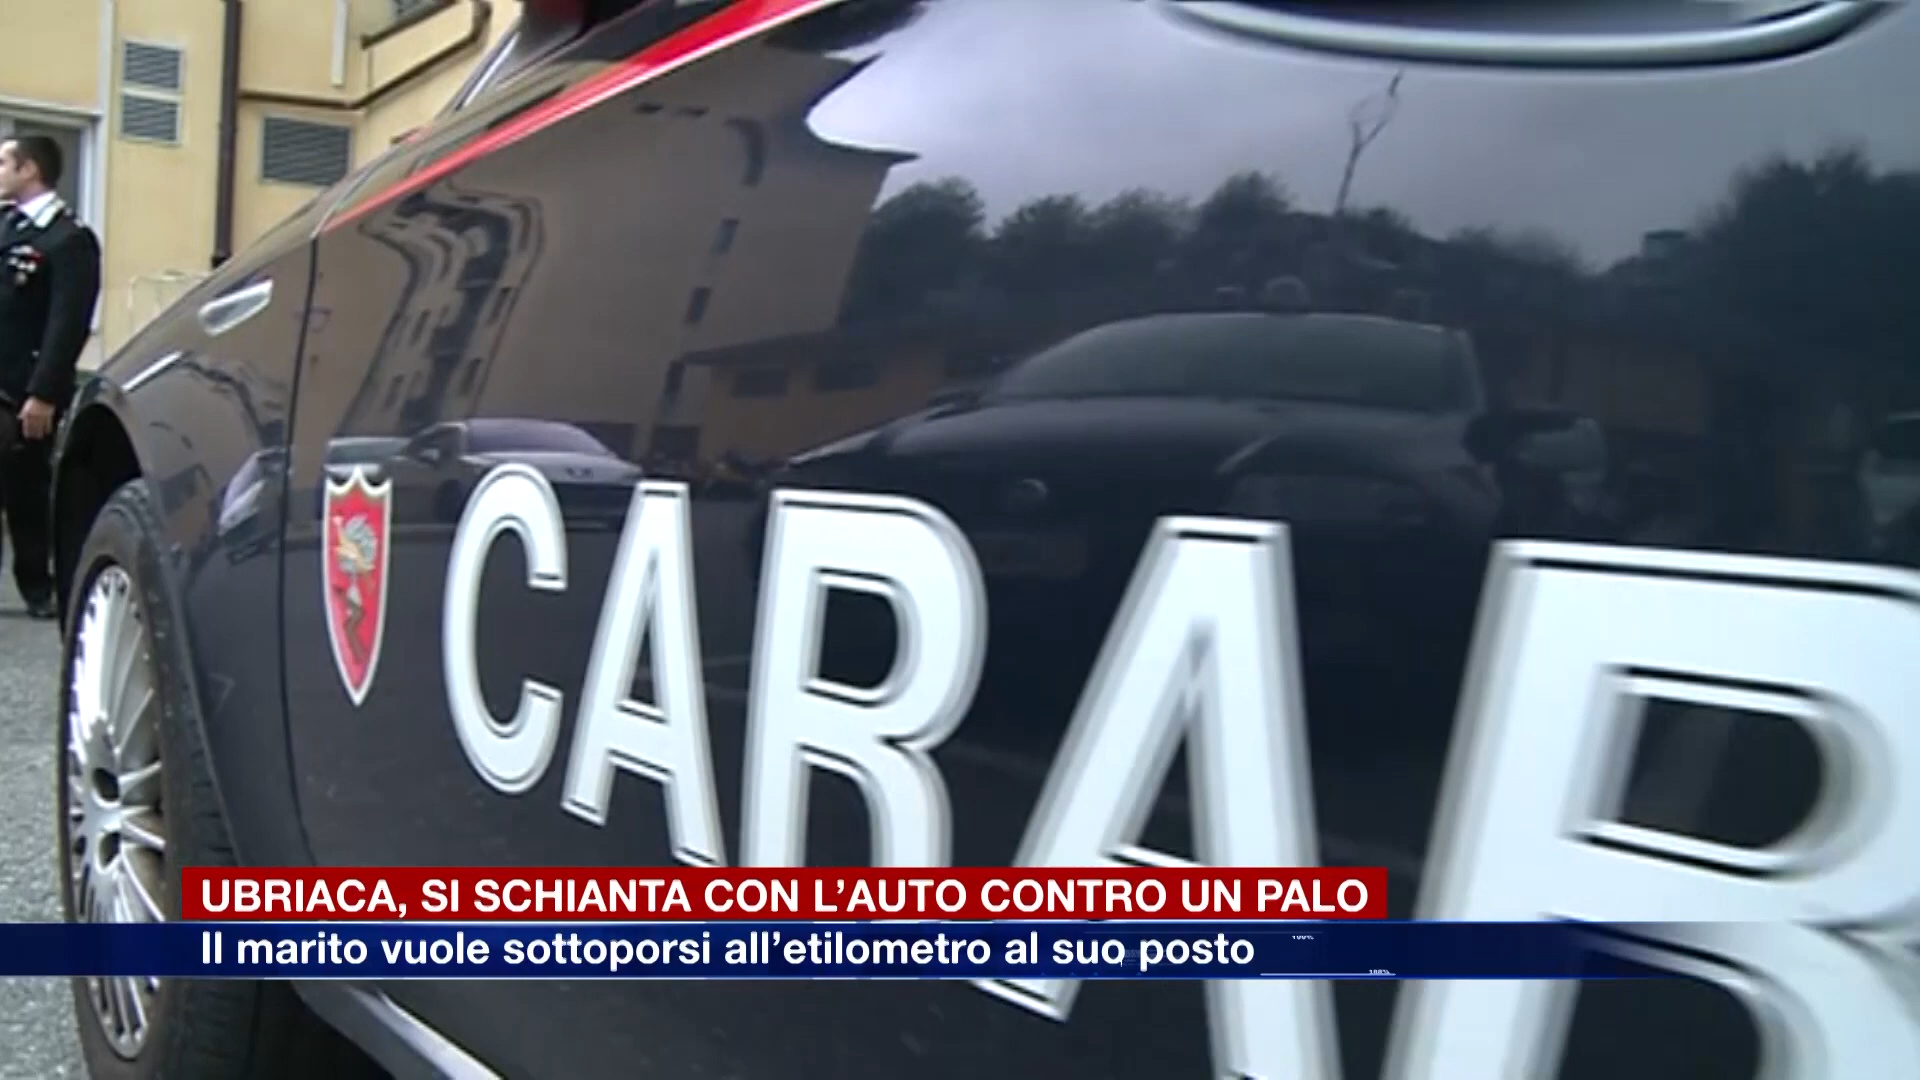 CARAB
UBRIACA, SI SCHIANTA CON L’AUTO CONTRO UN PALO
Il marito vuole sottoporsi all’etilometro al suo posto